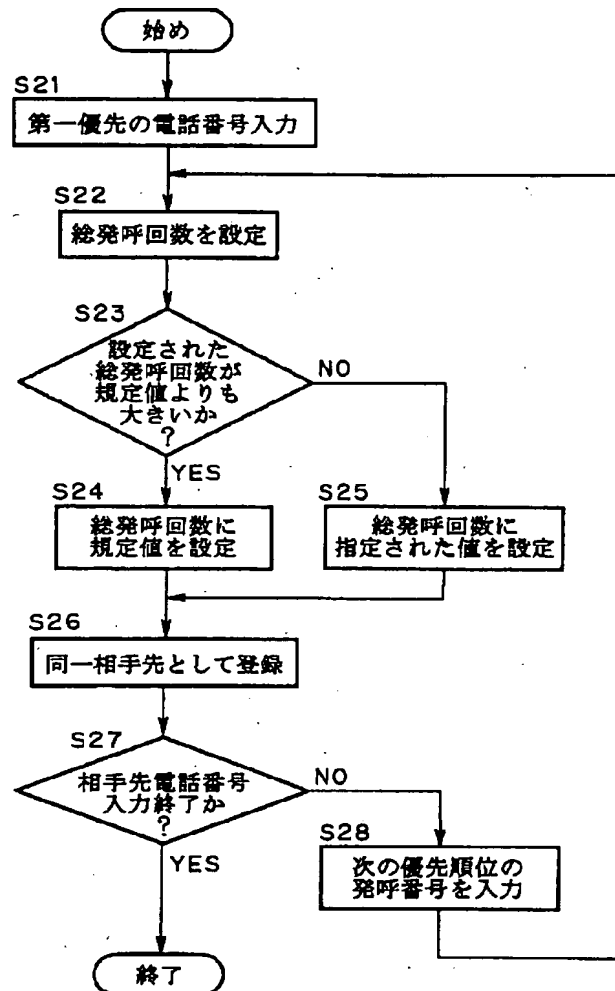 始め
S21
第一優先の電話番号入力
S22
総発呼回数を設定
S23
設定された
総発呼回数が
規定値よりも
大きいか
?
NO
YES
S24
総発呼回数に
規定値を設定
S25
総発呼回数に
指定された値を設定
S26
同一相手先として登録
S27
相手先電話番号
入力終了か
?
NO
YES
S28
次の優先順位の
発呼番号を入力
終了